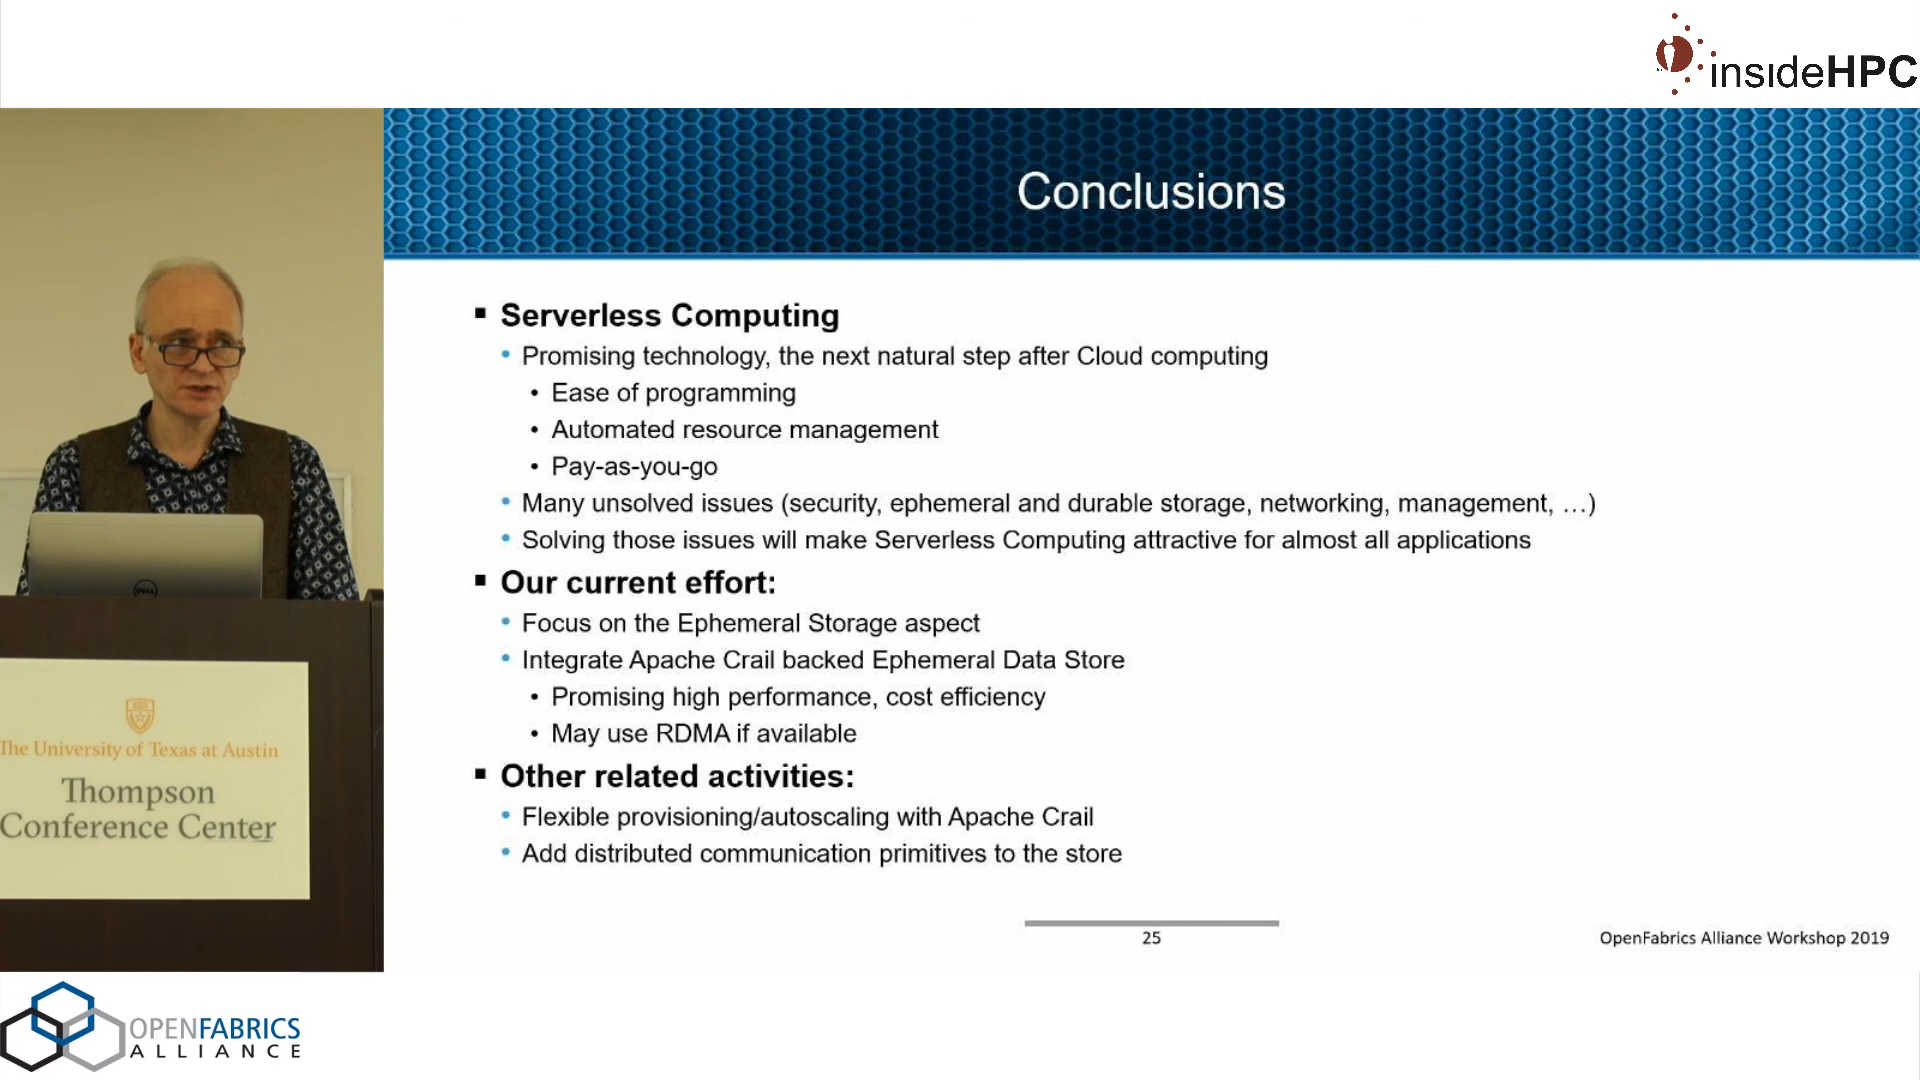 insideHPC
Conclusions
Serverless Computing
Promising technology, the next natural step after Cloud computing
Ease of programming
Automated resource management
Pay-as-you-go
Many unsolved issues (security, ephemeral and durable storage, networking, management, …)
Solving those issues will make Serverless Computing attractive for almost all applications
Our current effort:
Focus on the Ephemeral Storage aspect
Integrate Apache Crail backed Ephemeral Data Store
Promising high performance, cost efficiency
May use RDMA if available
Other related activities:
Flexible provisioning/autoscaling with Apache Crail
Add distributed communication primitives to the store
25
OpenFabrics Alliance Workshop 2019
DELL
The University of Texas at Austin
Thompson
Conference Center
OPENFABRICS
ALLIANCE